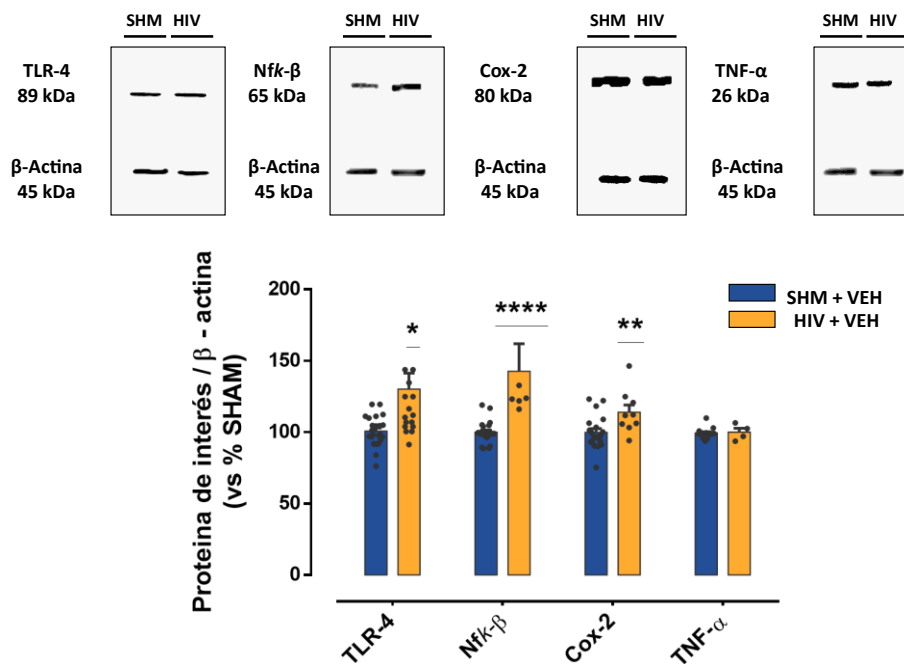 SHM HIV
TLR-4
89 kDa
β-Actina
45 kDa
SHM HIV
Nfk-β
65 kDa
β-Actina
45 kDa
SHM HIV
Cox-2
80 kDa
β-Actina
45 kDa
SHM HIV
TNF-α
26 kDa
β-Actina
45 kDa
Proteina de interés / β - actina
(vs % SHAM)
200
150
100
50
0
*
****
**
SHM + VEH
HIV + VEH
TLR-4
Nfk-β
Cox-2
TNF-α